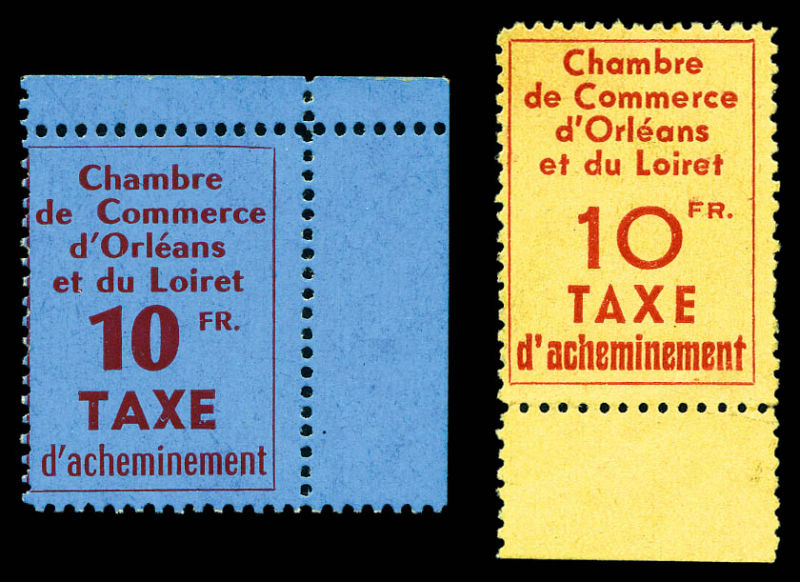 Chambre
de Commerce
d'Orléans
et du Loiret
10 FR.
TAXE
d'acheminement
Chambre
de Commerce
d'Orléans
et du Loiret
10 FR.
TAXE
d'acheminement